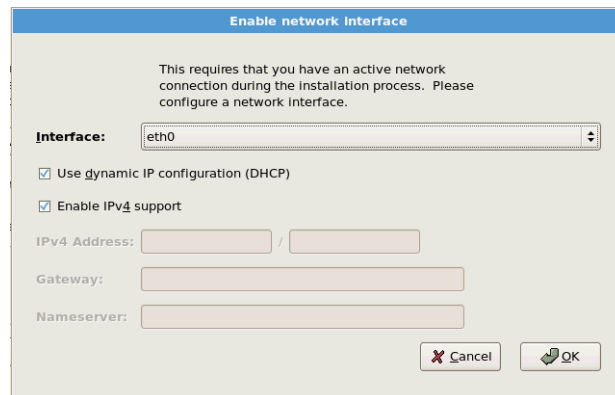 Enable network interface
This requires that you have an active network
connection during the installation process. Please
configure a network interface.
Interface: eth0
Use dynamic IP configuration (DHCP)
Enable IPv4 support
IPv4 Address: /
Gateway:
Nameserver:
Cancel OK